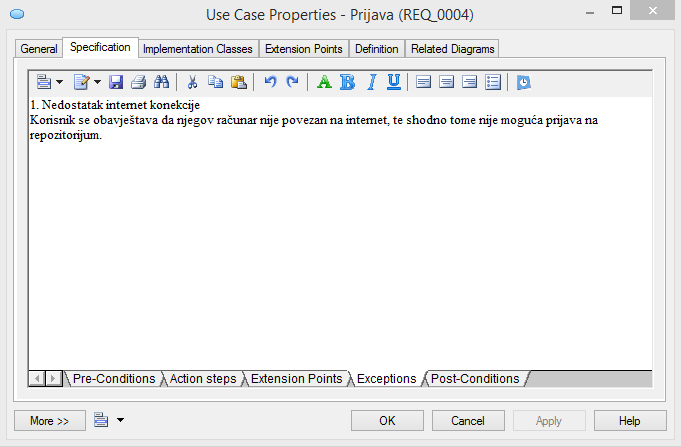 Use Case Properties - Prijava (REQ_0004)
General Specification Implementation Classes Extension Points Definition Related Diagrams
A B I U
1. Nedostatak internet konekcije
Korisnik se obavještava da njegov računar nije povezan na internet, te shodno tome nije moguća prijava na
repozitorijum.
Pre-Conditions Action steps Extension Points Exceptions Post-Conditions
More >> OK Cancel Apply Help